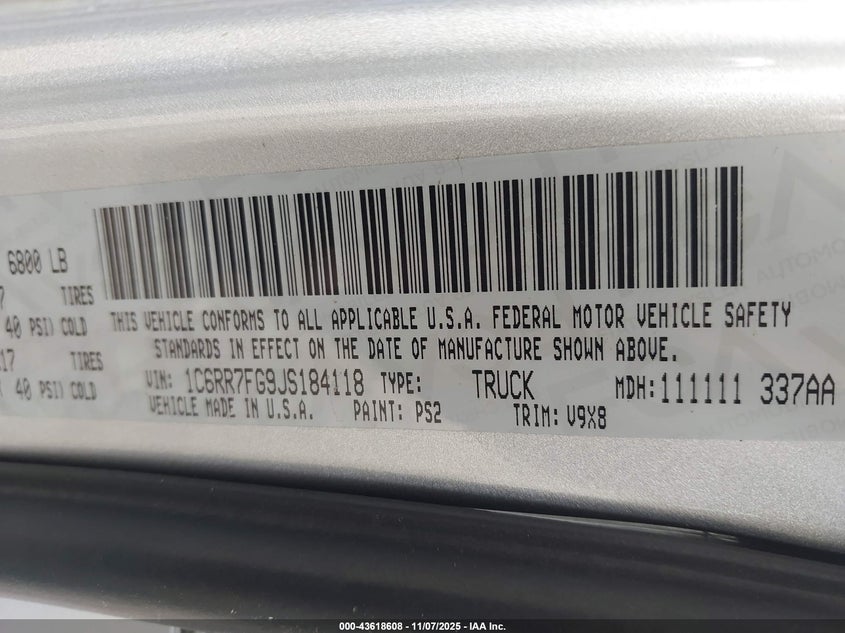 6800 LB
7 TIRES
40 PSI) COLD
17 TIRES
40 PSI) COLD
THIS VEHICLE CONFORMS TO ALL APPLICABLE U.S.A. FEDERAL MOTOR VEHICLE SAFETY
STANDARDS IN EFFECT ON THE DATE OF MANUFACTURE SHOWN ABOVE.
VIN: 1C6RR7FG9JS184118 TYPE: TRUCK MDH:111111 337AA
VEHICLE MADE IN U.S.A. PAINT: PS2 TRIM: V9X8
000-43618608 - 11/07/2025 - IAA Inc.